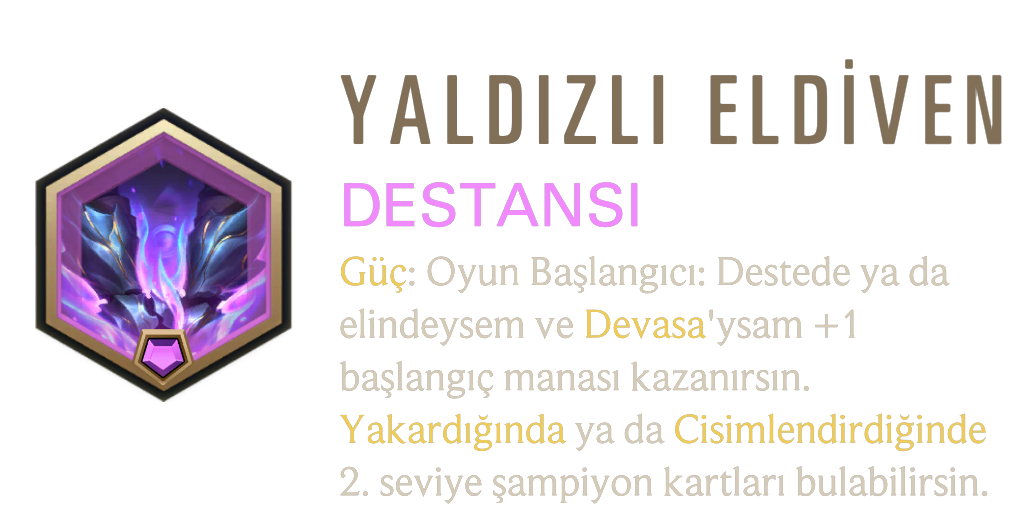 YALDIZLI ELDİVEN
DESTANSI
Güç: Oyun Başlangıcı: Destede ya da
elindeysem ve Devasa'ysam +1
başlangıç manası kazanırsın.
Yakardığında ya da Cisimlendirdiğinde
2. seviye şampiyon kartları bulabilirsin.